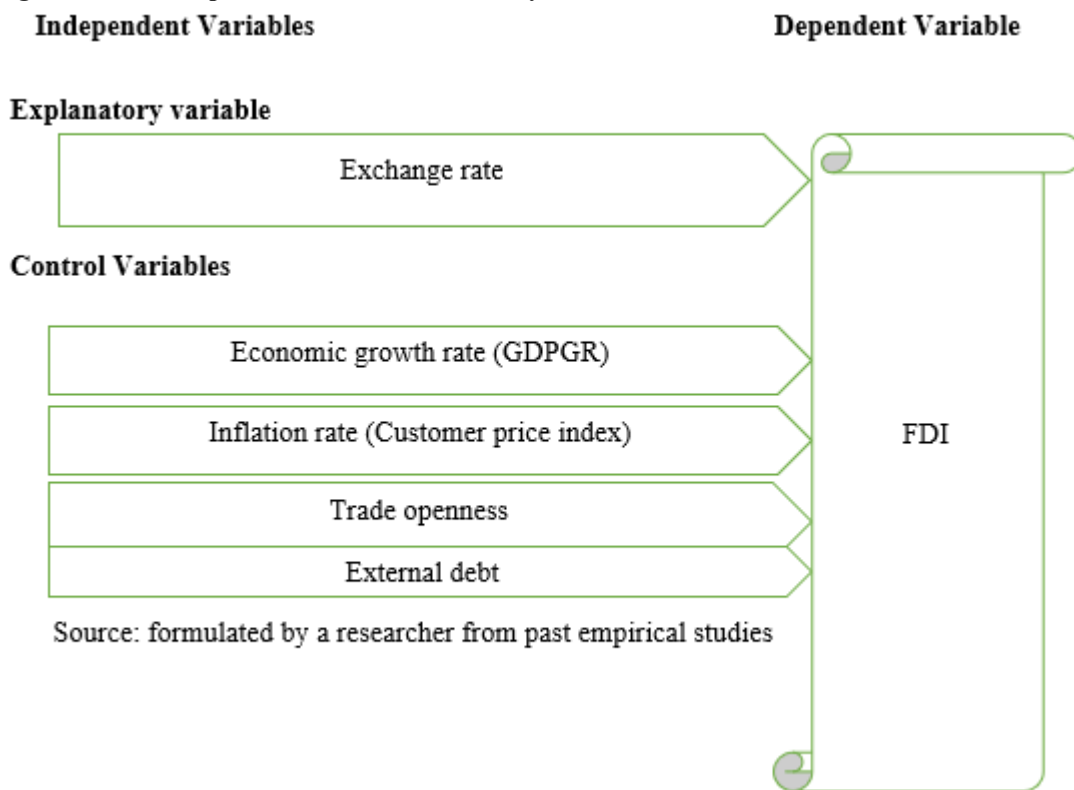 Independent Variables
Dependent Variable
Explanatory variable
Exchange rate
Control Variables
Economic growth rate (GDPGR)
Inflation rate (Customer price index)
FDI
Trade openness
External debt
Source: formulated by a researcher from past empirical studies